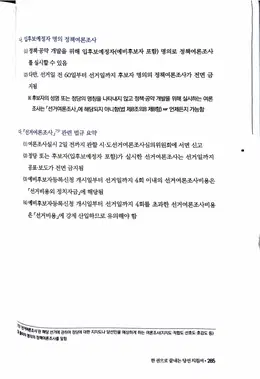 입후보예정자 명의 정책여론조사
정책·공약 개발을 위해 입후보예정자(예비후보자 포함) 명의로 정책여론조사
를 실시할 수 있음
다만, 선거일 전 60일부터 선거일까지 후보자 명의의 정책여론조사가 전면 금
지됨
※ 후보자의 성명 또는 정당의 명칭을 나타내지 않고 정책·공약 개발을 위해 실시하는 여론
조사는 「선거여론조사」에 해당되지 아니함(법 제8조의8 제8항) ☞ 언제든지 가능함
「선거여론조사」 관련 법규 요약
여론조사실시 2일 전까지 관할 시·도선거여론조사심의위원회에 서면 신고
정당 또는 후보자(입후보예정자 포함)가 실시한 선거여론조사는 선거일까지
공표·보도가 전면 금지됨
예비후보자등록신청 개시일부터 선거일까지 4회 이내의 선거여론조사비용은
「선거비용의 정치자금」에 해당됨
예비후보자등록신청 개시일부터 선거일까지 4회를 초과한 선거여론조사비용
은 「선거비용」에 강제 산입하므로 유의해야 함
한 권으로 끝내는 당선 지침서 • 285